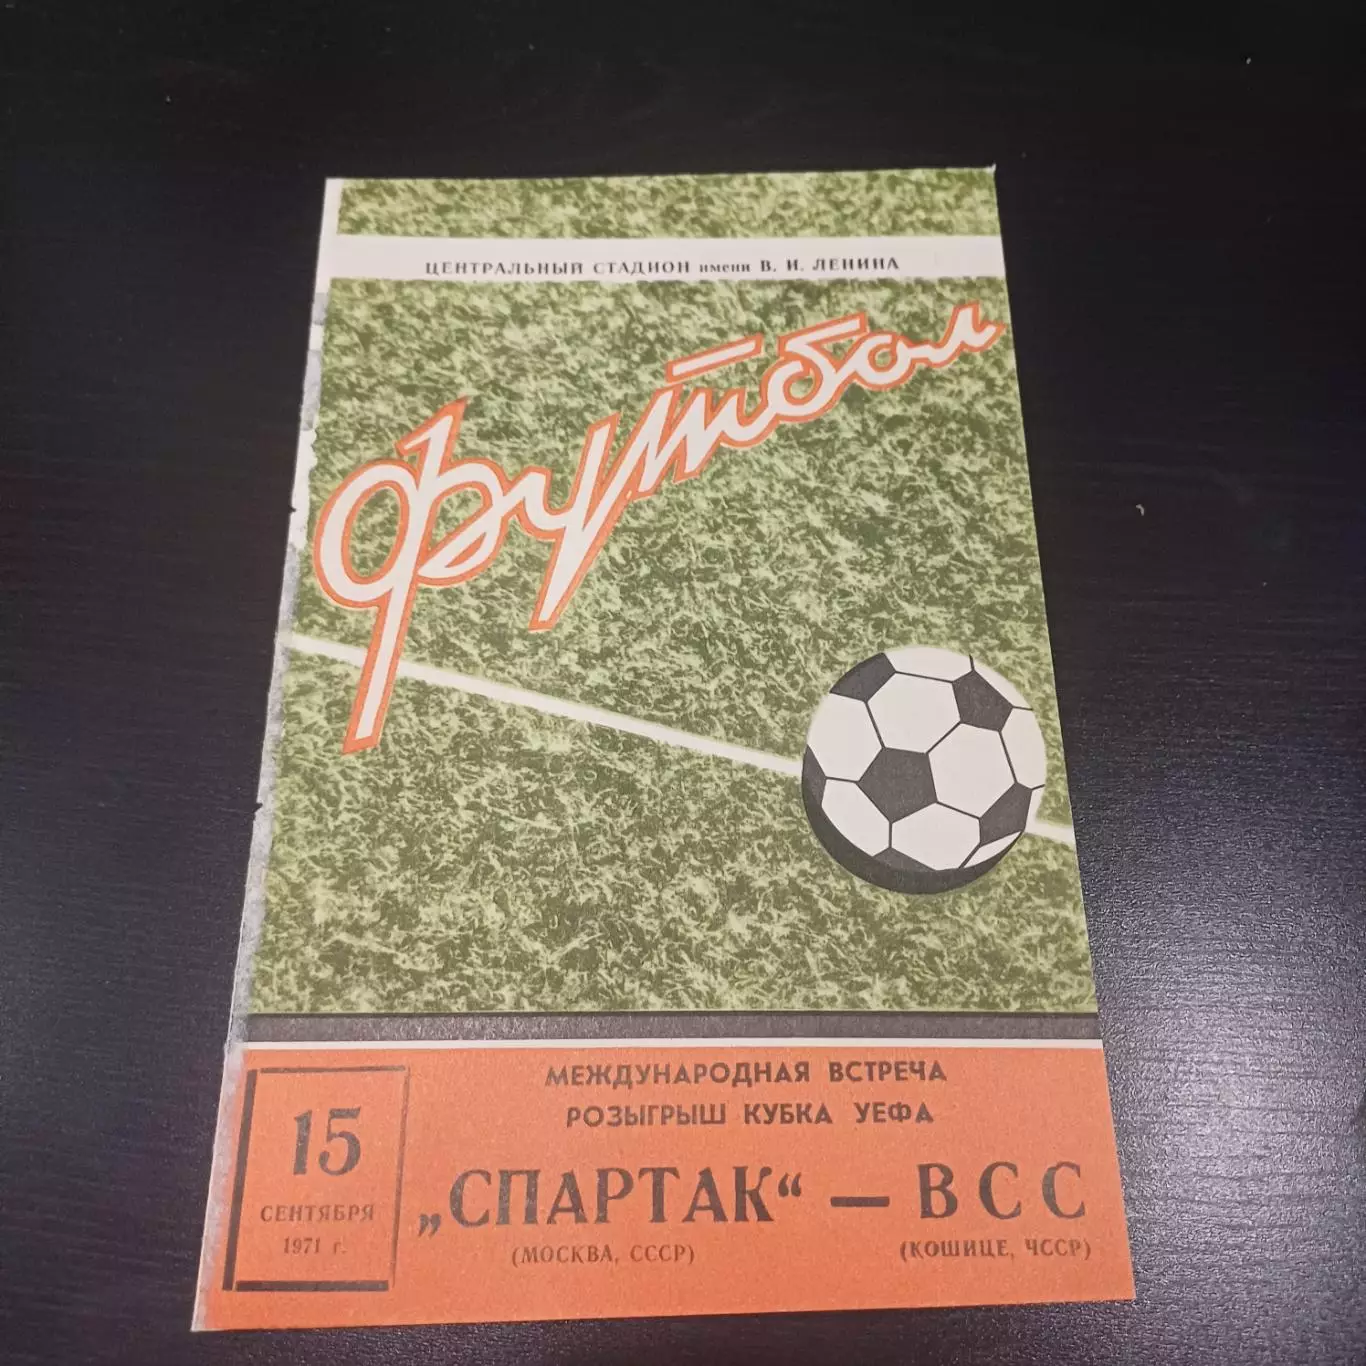 ЦЕНТРАЛЬНЫЙ СТАДИОН имени В. И. ЛЕНИНА
Футбол
15
СЕНТЯБРЯ
1971 г.
МЕЖДУНАРОДНАЯ ВСТРЕЧА
РОЗЫГРЫШ КУБКА УЕФА
„СПАРТАК“ — ВСС
(МОСКВА, СССР) (КОШИЦЕ, ЧССР)